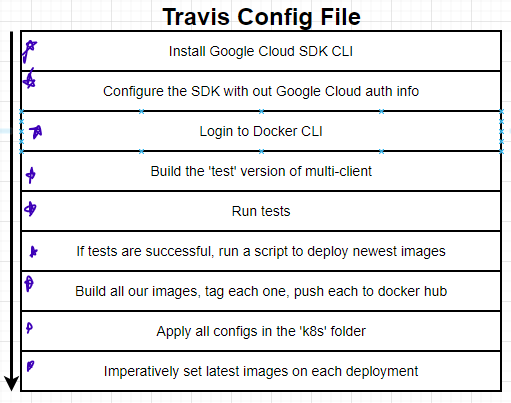 Travis Config File
Install Google Cloud SDK CLI
Configure the SDK with out Google Cloud auth info
Login to Docker CLI
Build the 'test' version of multi-client
Run tests
If tests are successful, run a script to deploy newest images
Build all our images, tag each one, push each to docker hub
Apply all configs in the 'k8s' folder
Imperatively set latest images on each deployment